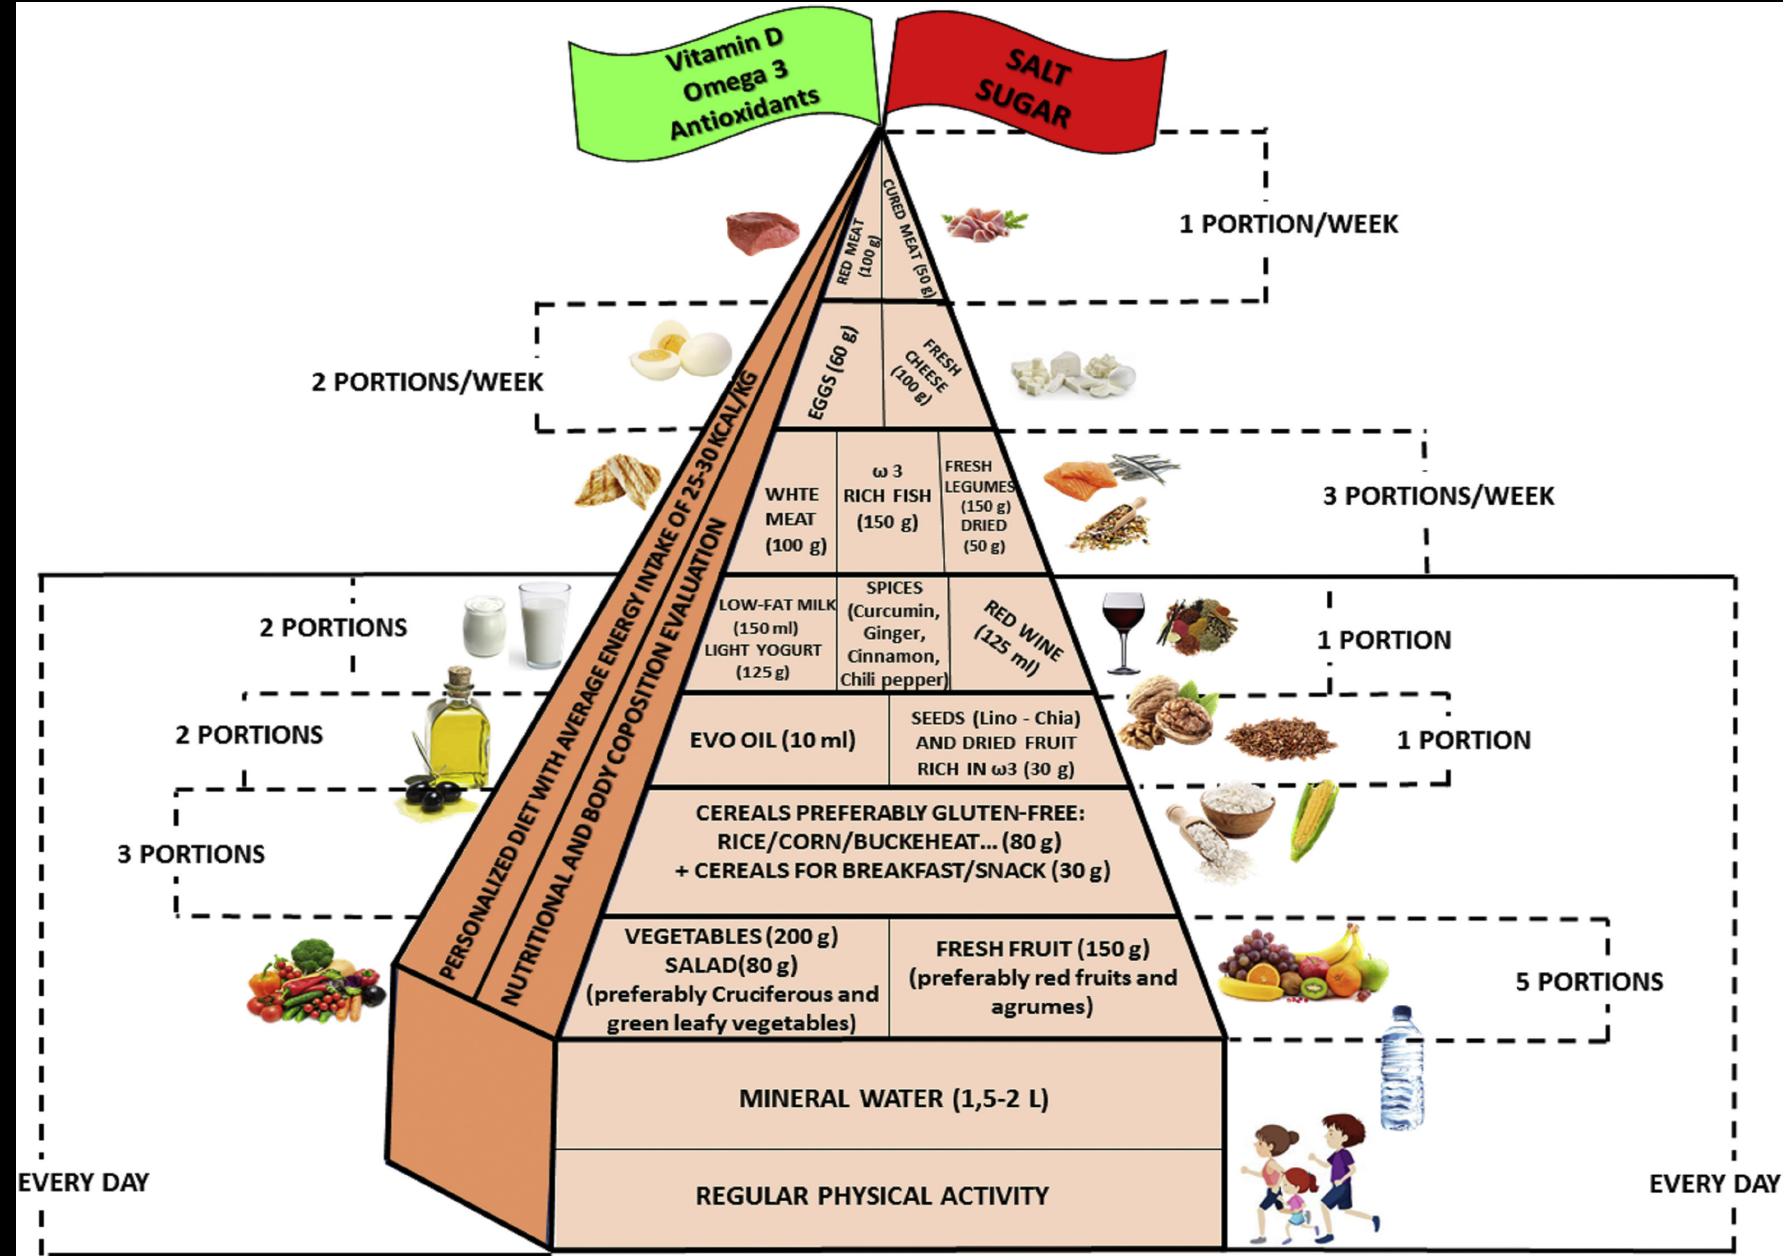 Vitamin D
Omega 3
Antioxidants
SALT
SUGAR
1 PORTION/WEEK
RED MEAT
(100 g)
CURED MEAT (50 g)
2 PORTIONS/WEEK
EGGS (60 g)
FRESH
CHEESE
(100 g)
3 PORTIONS/WEEK
WHTE
MEAT
(100 g)
ω 3
RICH FISH
(150 g)
FRESH
LEGUMES
(150 g)
DRIED
(50 g)
2 PORTIONS
LOW-FAT MILK
(150 ml)
LIGHT YOGURT
(125 g)
SPICES
(Curcumin,
Ginger,
Cinnamon,
Chili pepper)
RED WINE
(125 ml)
1 PORTION
2 PORTIONS
EVO OIL (10 ml)
SEEDS (Lino - Chia)
AND DRIED FRUIT
RICH IN ω3 (30 g)
1 PORTION
3 PORTIONS
CEREALS PREFERABLY GLUTEN-FREE:
RICE/CORN/BUCKEHEAT... (80 g)
+ CEREALS FOR BREAKFAST/SNACK (30 g)
VEGETABLES (200 g)
SALAD(80 g)
(preferably Cruciferous and
green leafy vegetables)
FRESH FRUIT (150 g)
(preferably red fruits and
agrumes)
5 PORTIONS
MINERAL WATER (1,5-2 L)
REGULAR PHYSICAL ACTIVITY
EVERY DAY
EVERY DAY
PERSONALIZED DIET WITH AVERAGE ENERGY INTAKE OF 25-30 KCAL/KG
NUTRITIONAL AND BODY COPOSITION EVALUATION